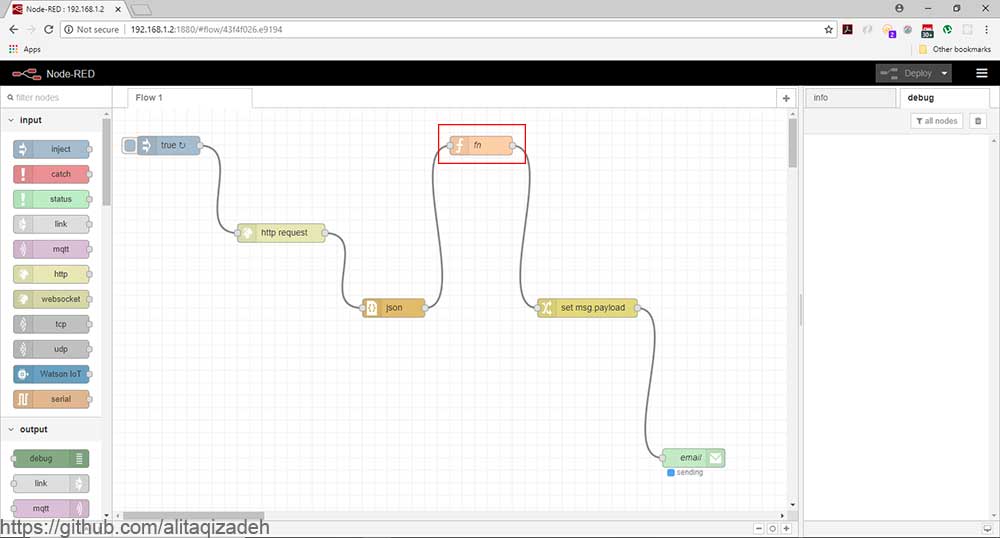 Node-RED : 192.168.1.2
Not secure | 192.168.1.2:1880/#flow/43f4f026.e9194
2
30+
Apps
Other bookmarks
Node-RED
Deploy
filter nodes
Flow 1
info
debug
all nodes
input
inject
catch
status
link
mqtt
http
websocket
tcp
udp
Watson IoT
serial
output
debug
link
mqtt
true ↻
http request
json
fn
set msg payload
email
sending
https://github.com/alitaqizadeh